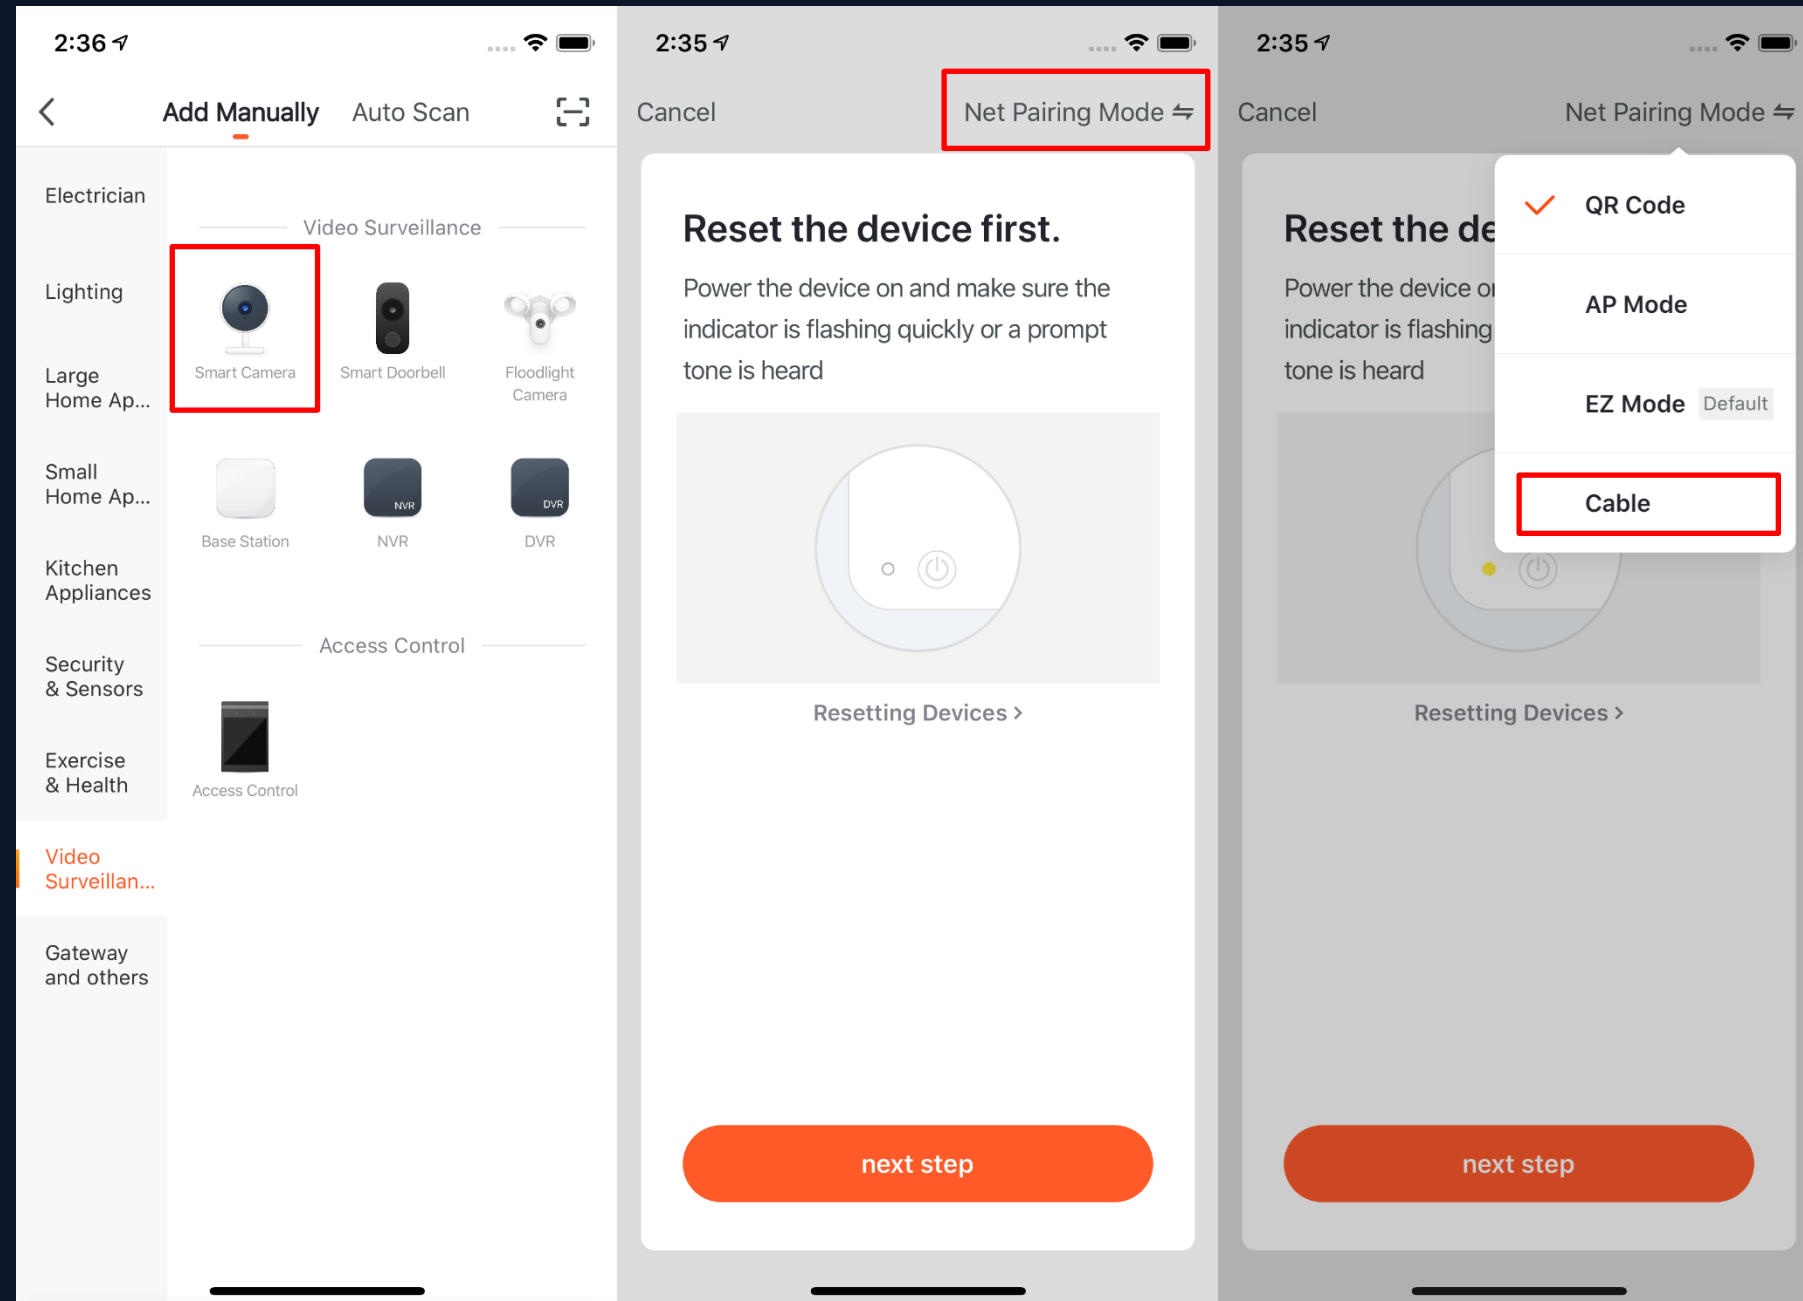 2:36
Add Manually Auto Scan
Electrician
Lighting
Large
Home Ap...
Small
Home Ap...
Kitchen
Appliances
Security
& Sensors
Exercise
& Health
Video
Surveillan...
Gateway
and others
Video Surveillance
Smart Camera
Smart Doorbell
Floodlight
Camera
NVR
DVR
Base Station
NVR
DVR
Access Control
Access Control
2:35
Cancel
Net Pairing Mode
Reset the device first.
Power the device on and make sure the
indicator is flashing quickly or a prompt
tone is heard
Resetting Devices >
next step
2:35
Cancel
Net Pairing Mode
Reset the de
Power the device o
indicator is flashing
tone is heard
QR Code
AP Mode
EZ Mode Default
Cable
Resetting Devices >
next step